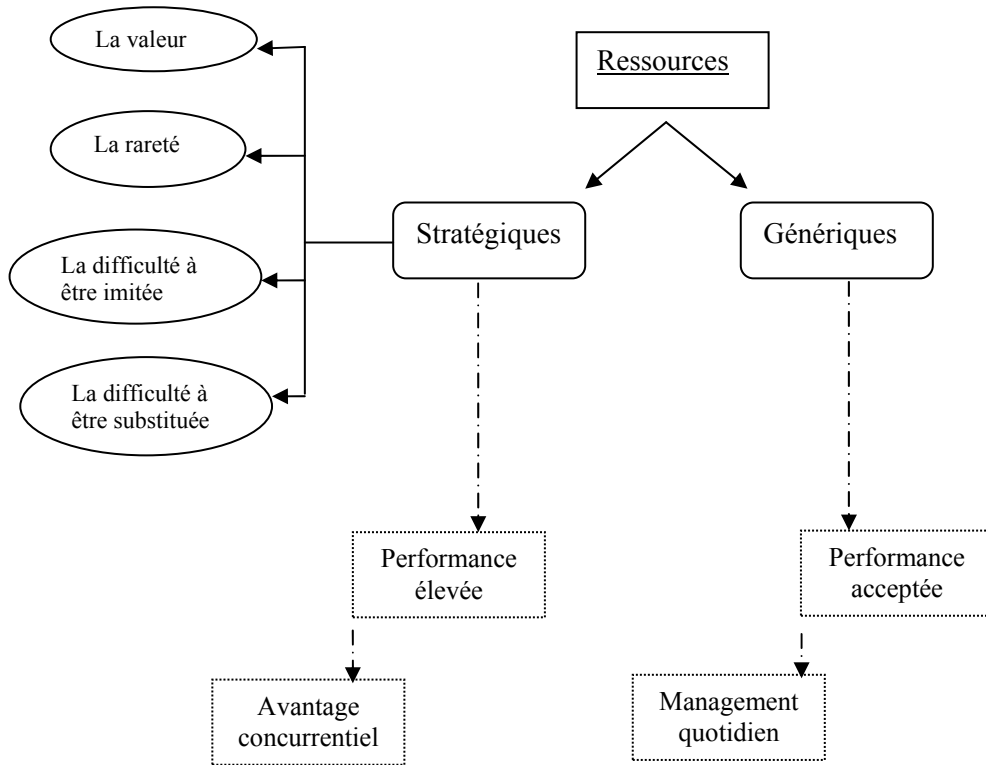 La valeur
Ressources
La rareté
Stratégiques
Génériques
La difficulté à
être imitée
La difficulté à
être substituée
Performance
élevée
Performance
acceptée
Avantage
concurrentiel
Management
quotidien